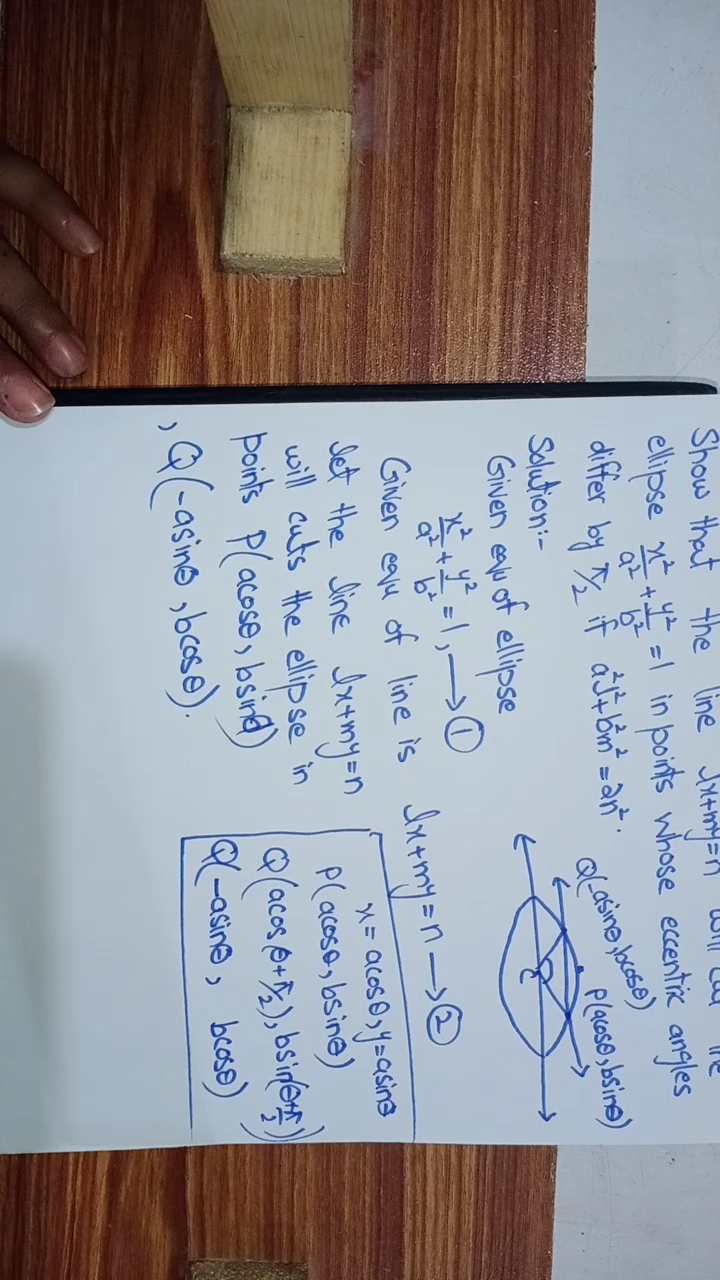 Show that the line lx+my=n will cut the
ellipse x²/a² + y²/b² = 1 in points whose eccentric angles
differ by π/2 if a²l²+b²m²=2n².
Q(-asinθ, bcosθ)
P(acosθ, bsinθ)
Solution:-
Given equ of ellipse
x²/a² + y²/b² = 1, → ①
Given equ of line is lx+my=n → ②
Let the line lx+my=n
will cuts the ellipse in
points P(acosθ, bsinθ)
, Q(-asinθ, bcosθ).
x = acosθ, y = asinθ
P(acosθ, bsinθ)
Q(acos(θ+π/2), bsin(θ+π/2))
Q(-asinθ, bcosθ)